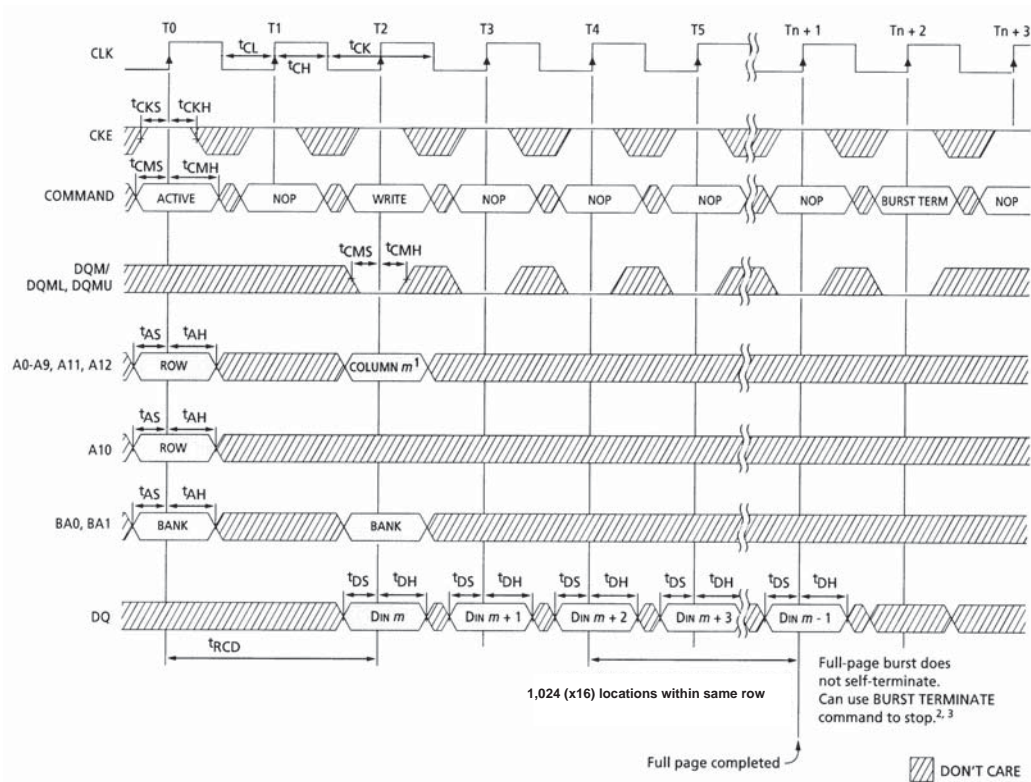 T0 T1 T2 T3 T4 T5 Tn + 1 Tn + 2 Tn + 3
CLK
tCL tCK
tCH
tCKS tCKH
CKE
tCMS tCMH
COMMAND ACTIVE NOP WRITE NOP NOP NOP NOP BURST TERM NOP
tCMS tCMH
DQM/
DQML, DQMU
tAS tAH
A0-A9, A11, A12 ROW COLUMN m1
tAS tAH
A10 ROW
tAS tAH
BA0, BA1 BANK BANK
tDS tDH tDS tDH tDS tDH tDS tDH tDS tDH
DQ DIN m DIN m + 1 DIN m + 2 DIN m + 3 DIN m - 1
tRCD
1,024 (x16) locations within same row
Full-page burst does
not self-terminate.
Can use BURST TERMINATE
command to stop.2, 3
Full page completed
DON'T CARE